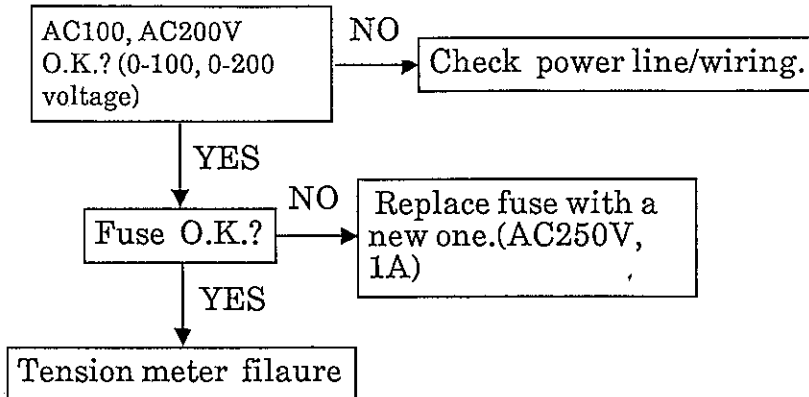 AC100, AC200V
O.K.? (0-100, 0-200
voltage)
NO
Check power line/wiring.
YES
Fuse O.K.?
NO
Replace fuse with a
new one.(AC250V,
1A)
YES
Tension meter filaure